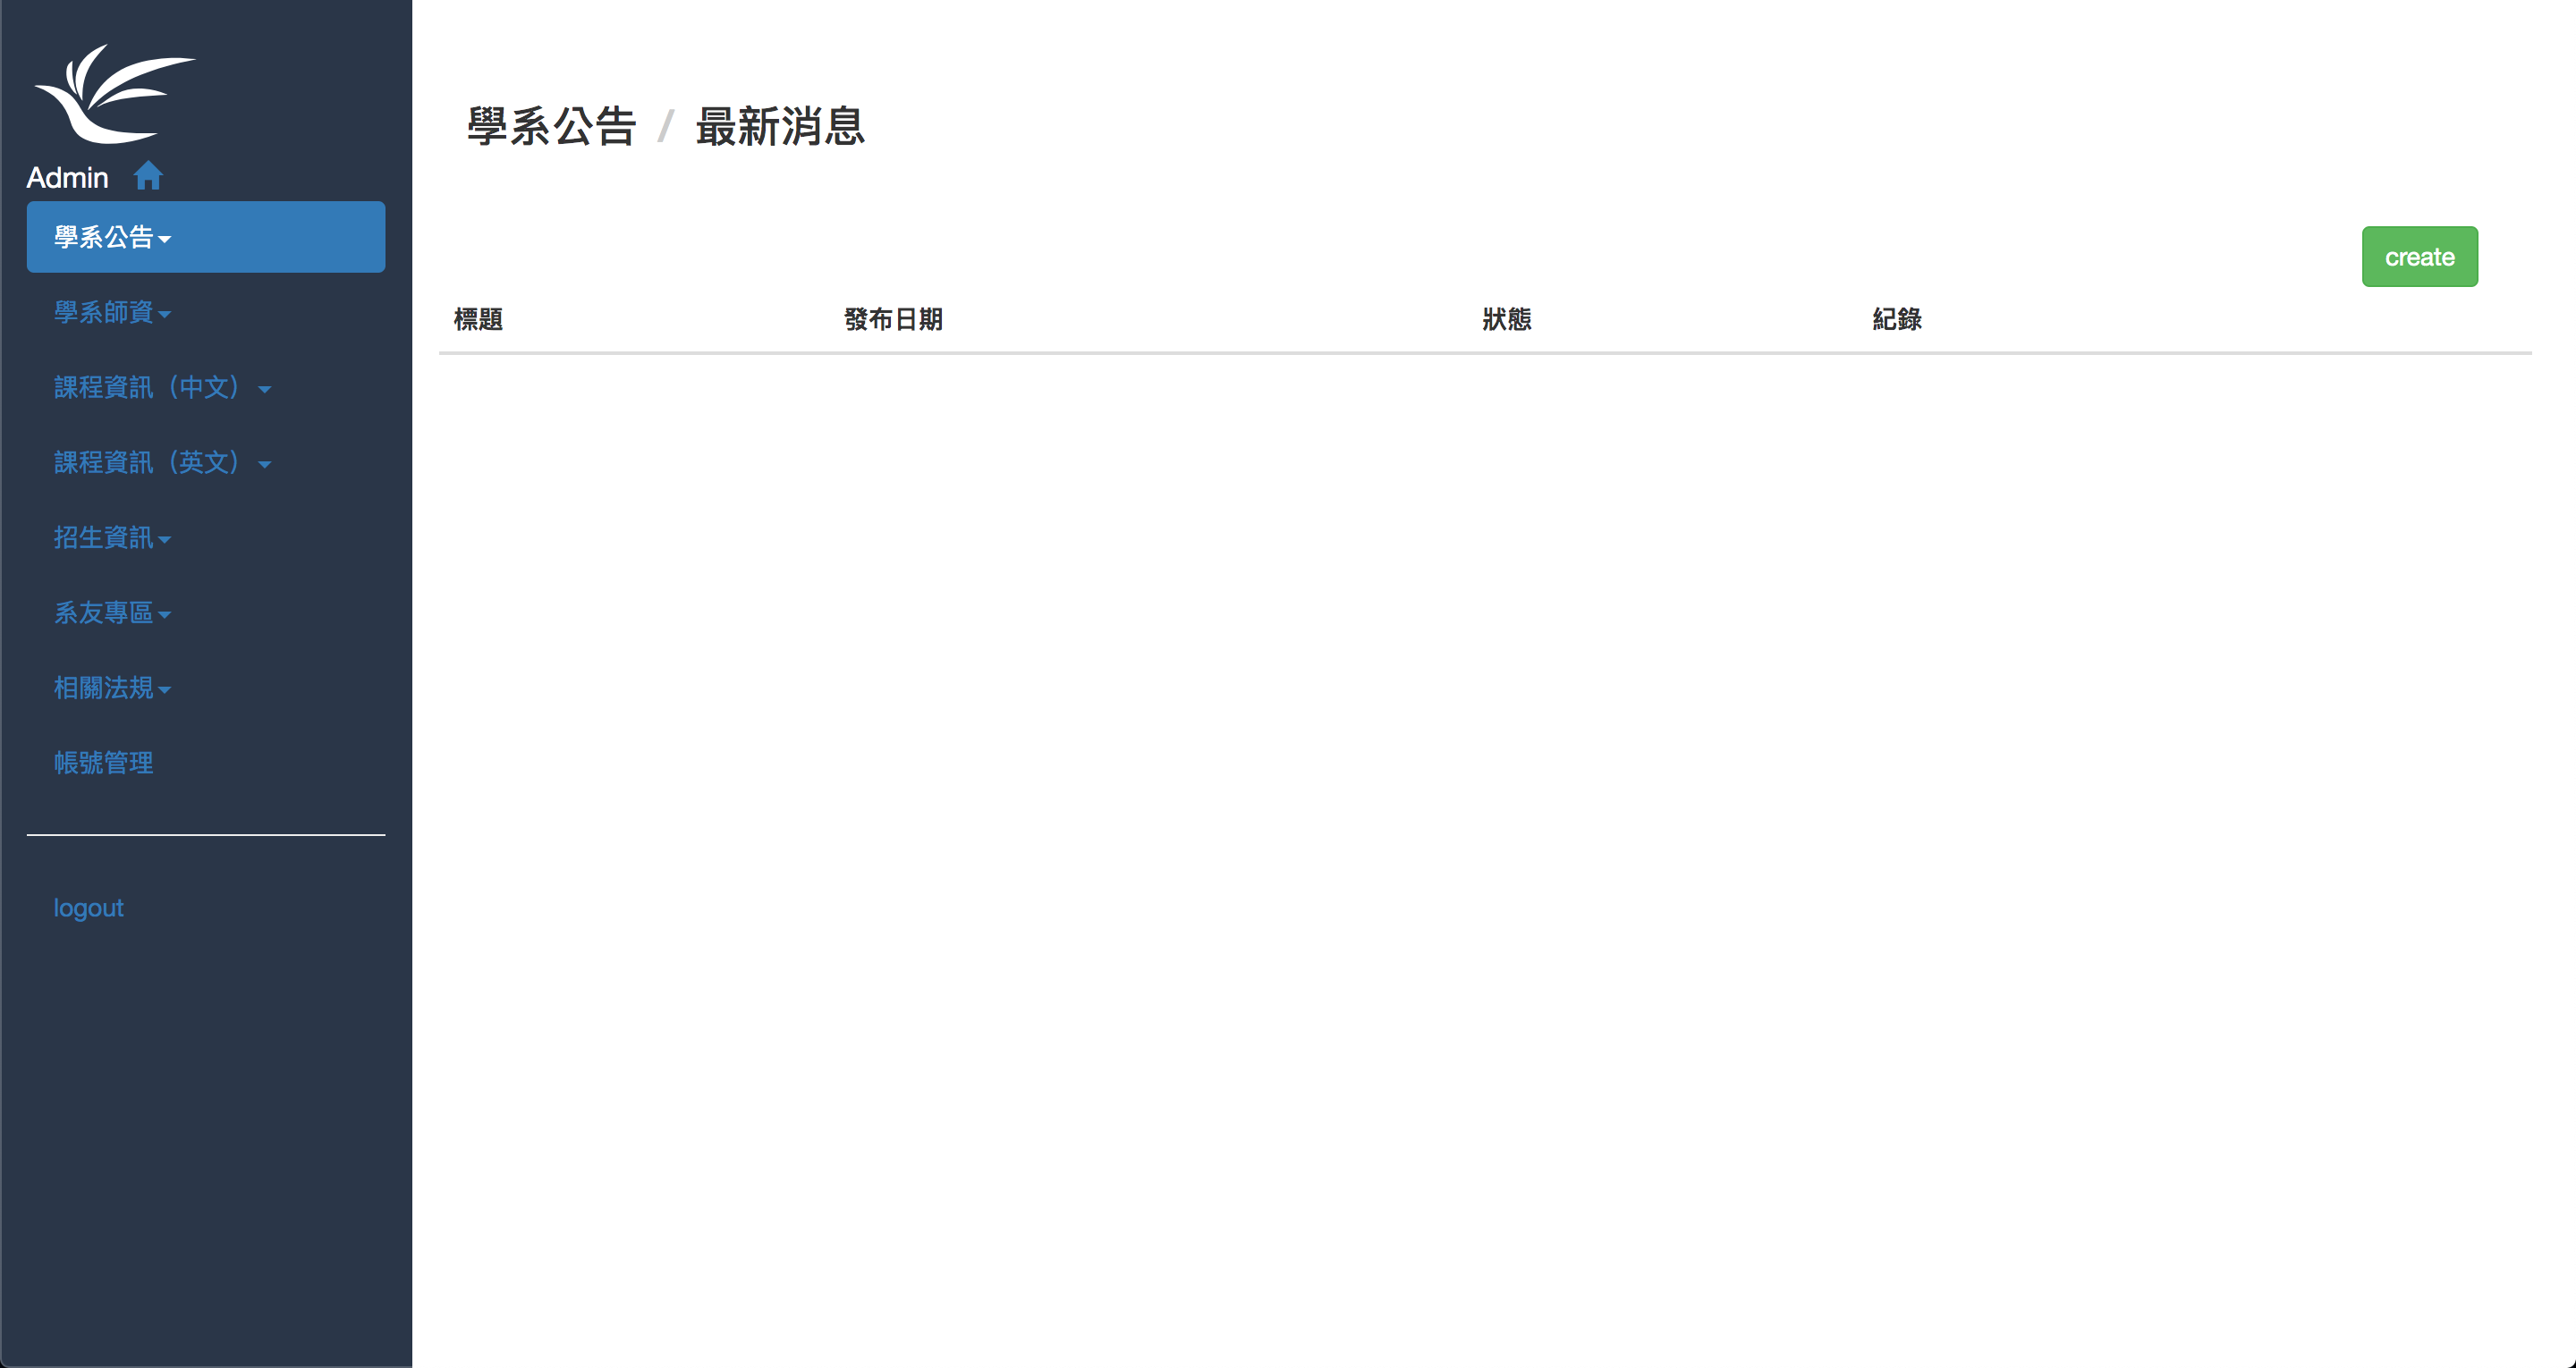 Admin
學系公告
學系師資
課程資訊（中文）
課程資訊（英文）
招生資訊
系友專區
相關法規
帳號管理
logout
學系公告 / 最新消息
create
標題 發布日期 狀態 紀錄